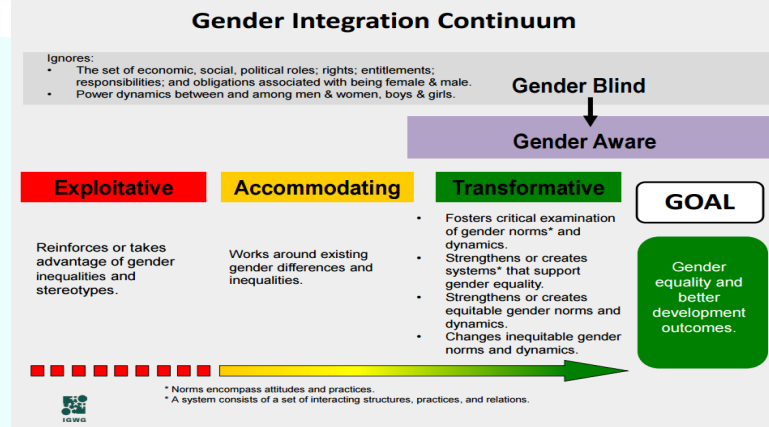 Gender Integration Continuum
Ignores:
• The set of economic, social, political roles; rights; entitlements;
responsibilities; and obligations associated with being female & male.
• Power dynamics between and among men & women, boys & girls.
Gender Blind
Gender Aware
Exploitative
Reinforces or takes
advantage of gender
inequalities and
stereotypes.
Accommodating
Works around existing
gender differences and
inequalities.
Transformative
• Fosters critical examination
of gender norms* and
dynamics.
• Strengthens or creates
systems* that support
gender equality.
• Strengthens or creates
equitable gender norms and
dynamics.
• Changes inequitable gender
norms and dynamics.
GOAL
Gender
equality and
better
development
outcomes.
* Norms encompass attitudes and practices.
* A system consists of a set of interacting structures, practices, and relations.
IGWG